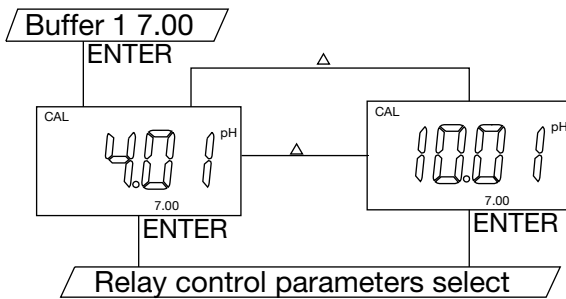 Buffer 1 7.00
ENTER
△
CAL
4.01 pH
7.00
△
CAL
10.01 pH
7.00
ENTER
ENTER
Relay control parameters select